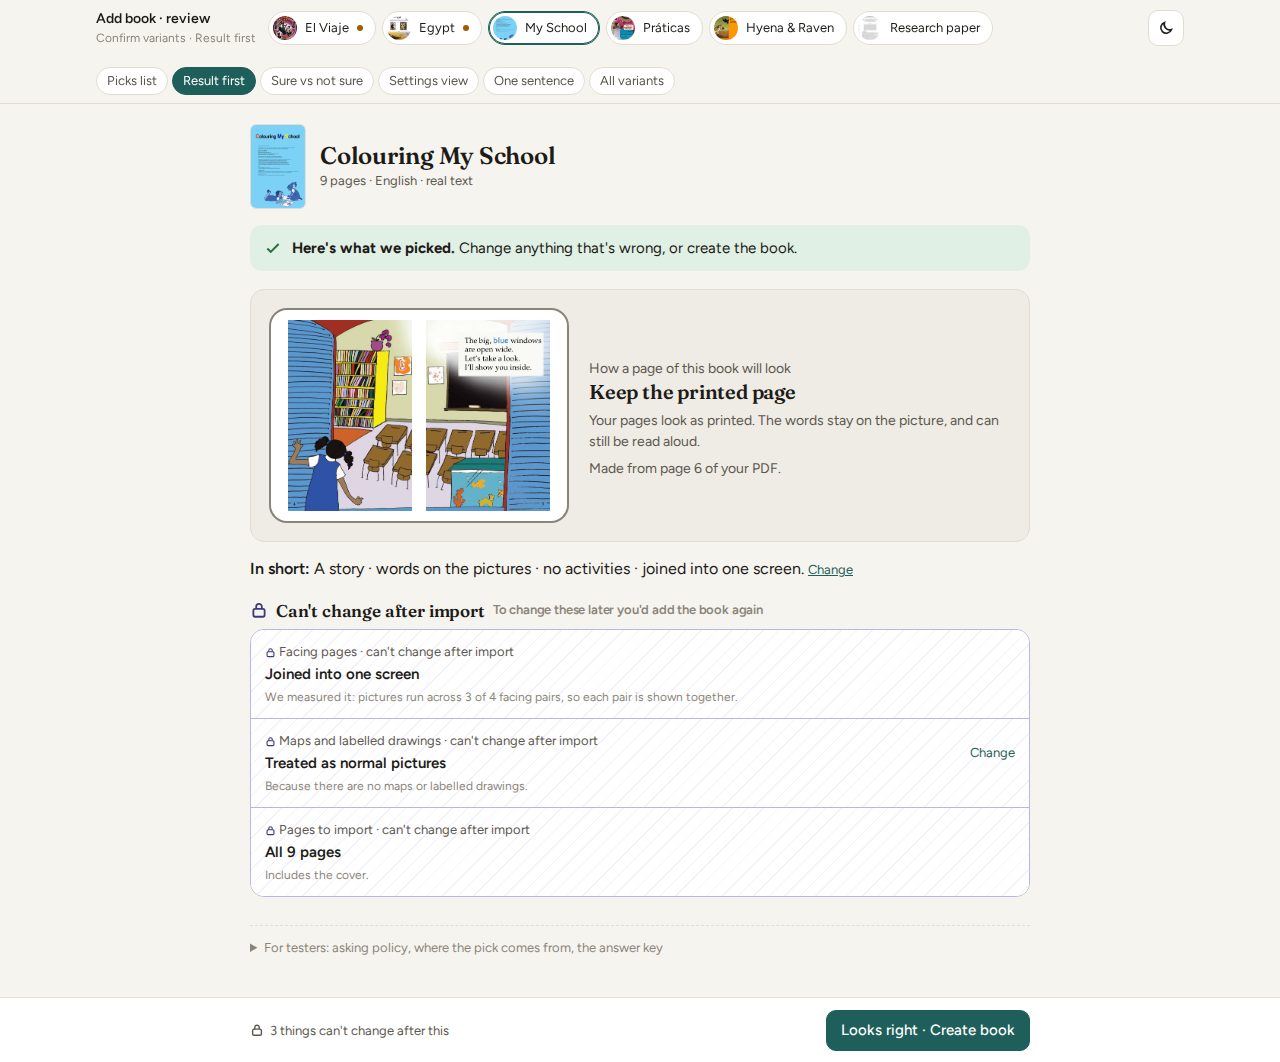 Add book · review
Confirm variants · Result first
El Viaje
Egypt
My School
Práticas
Hyena & Raven
Research paper
Picks list
Result first
Sure vs not sure
Settings view
One sentence
All variants
Colouring My School
Colouring My School
9 pages · English · real text
Here's what we picked. Change anything that's wrong, or create the book.
The big, blue windows
are open wide.
Let's take a look.
I'll show you inside.
How a page of this book will look
Keep the printed page
Your pages look as printed. The words stay on the picture, and can
still be read aloud.
Made from page 6 of your PDF.
In short: A story · words on the pictures · no activities · joined into one screen. Change
Can't change after import To change these later you'd add the book again
Facing pages · can't change after import
Joined into one screen
We measured it: pictures run across 3 of 4 facing pairs, so each pair is shown together.
Maps and labelled drawings · can't change after import
Treated as normal pictures
Because there are no maps or labelled drawings.
Change
Pages to import · can't change after import
All 9 pages
Includes the cover.
For testers: asking policy, where the pick comes from, the answer key
3 things can't change after this
Looks right · Create book